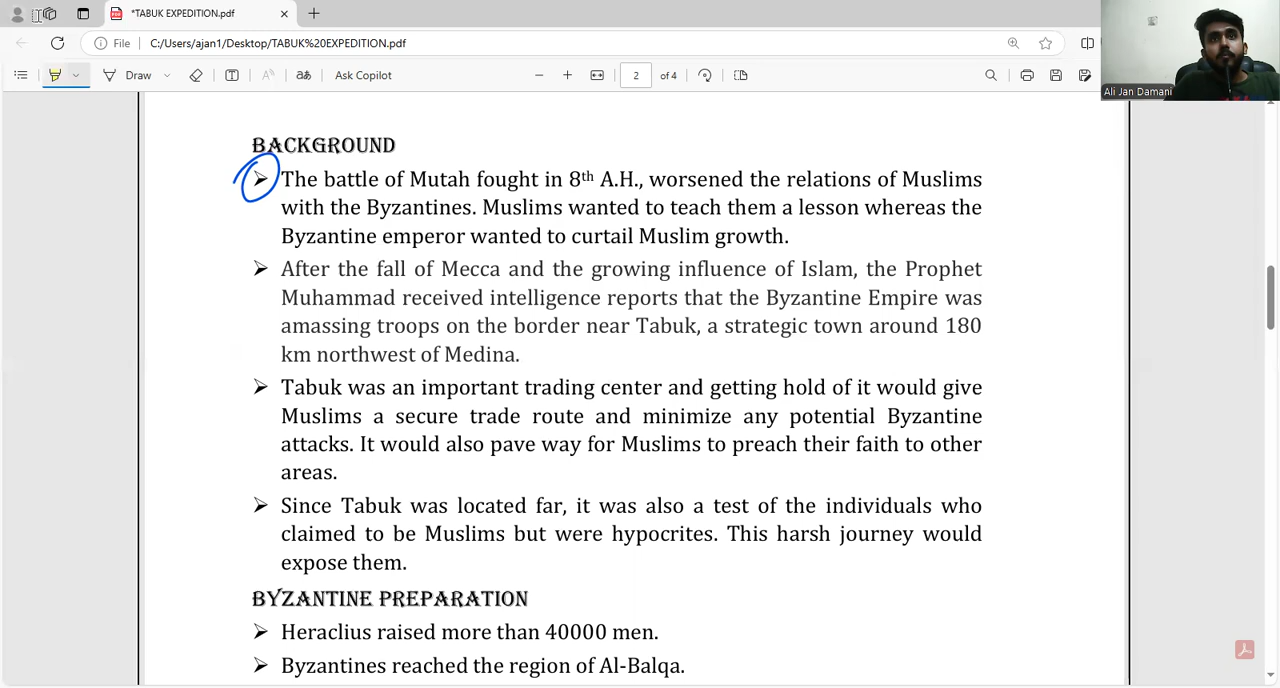 *TABUK EXPEDITION.pdf
File C:/Users/ajan1/Desktop/TABUK%20EXPEDITION.pdf
Draw A aあ Ask Copilot 2 of 4
Ali Jan Damani
BACKGROUND
➢ The battle of Mutah fought in 8th A.H., worsened the relations of Muslims
with the Byzantines. Muslims wanted to teach them a lesson whereas the
Byzantine emperor wanted to curtail Muslim growth.
➢ After the fall of Mecca and the growing influence of Islam, the Prophet
Muhammad received intelligence reports that the Byzantine Empire was
amassing troops on the border near Tabuk, a strategic town around 180
km northwest of Medina.
➢ Tabuk was an important trading center and getting hold of it would give
Muslims a secure trade route and minimize any potential Byzantine
attacks. It would also pave way for Muslims to preach their faith to other
areas.
➢ Since Tabuk was located far, it was also a test of the individuals who
claimed to be Muslims but were hypocrites. This harsh journey would
expose them.
BYZANTINE PREPARATION
➢ Heraclius raised more than 40000 men.
➢ Byzantines reached the region of Al-Balqa.